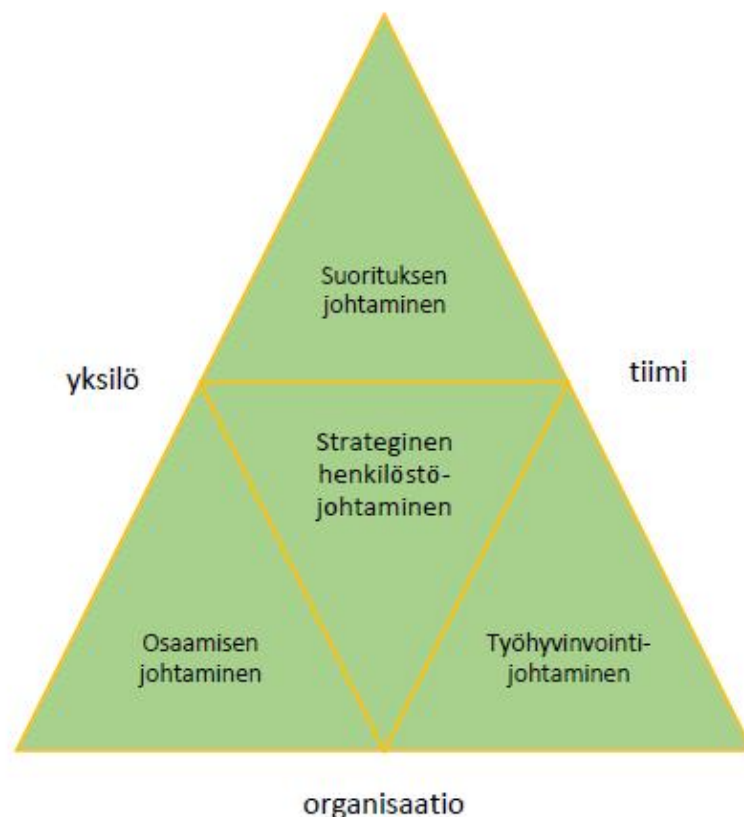 Suorituksen
johtaminen
yksilö
tiimi
Strateginen
henkilöstö-
johtaminen
Osaamisen
johtaminen
Työhyvinvointi-
johtaminen
organisaatio